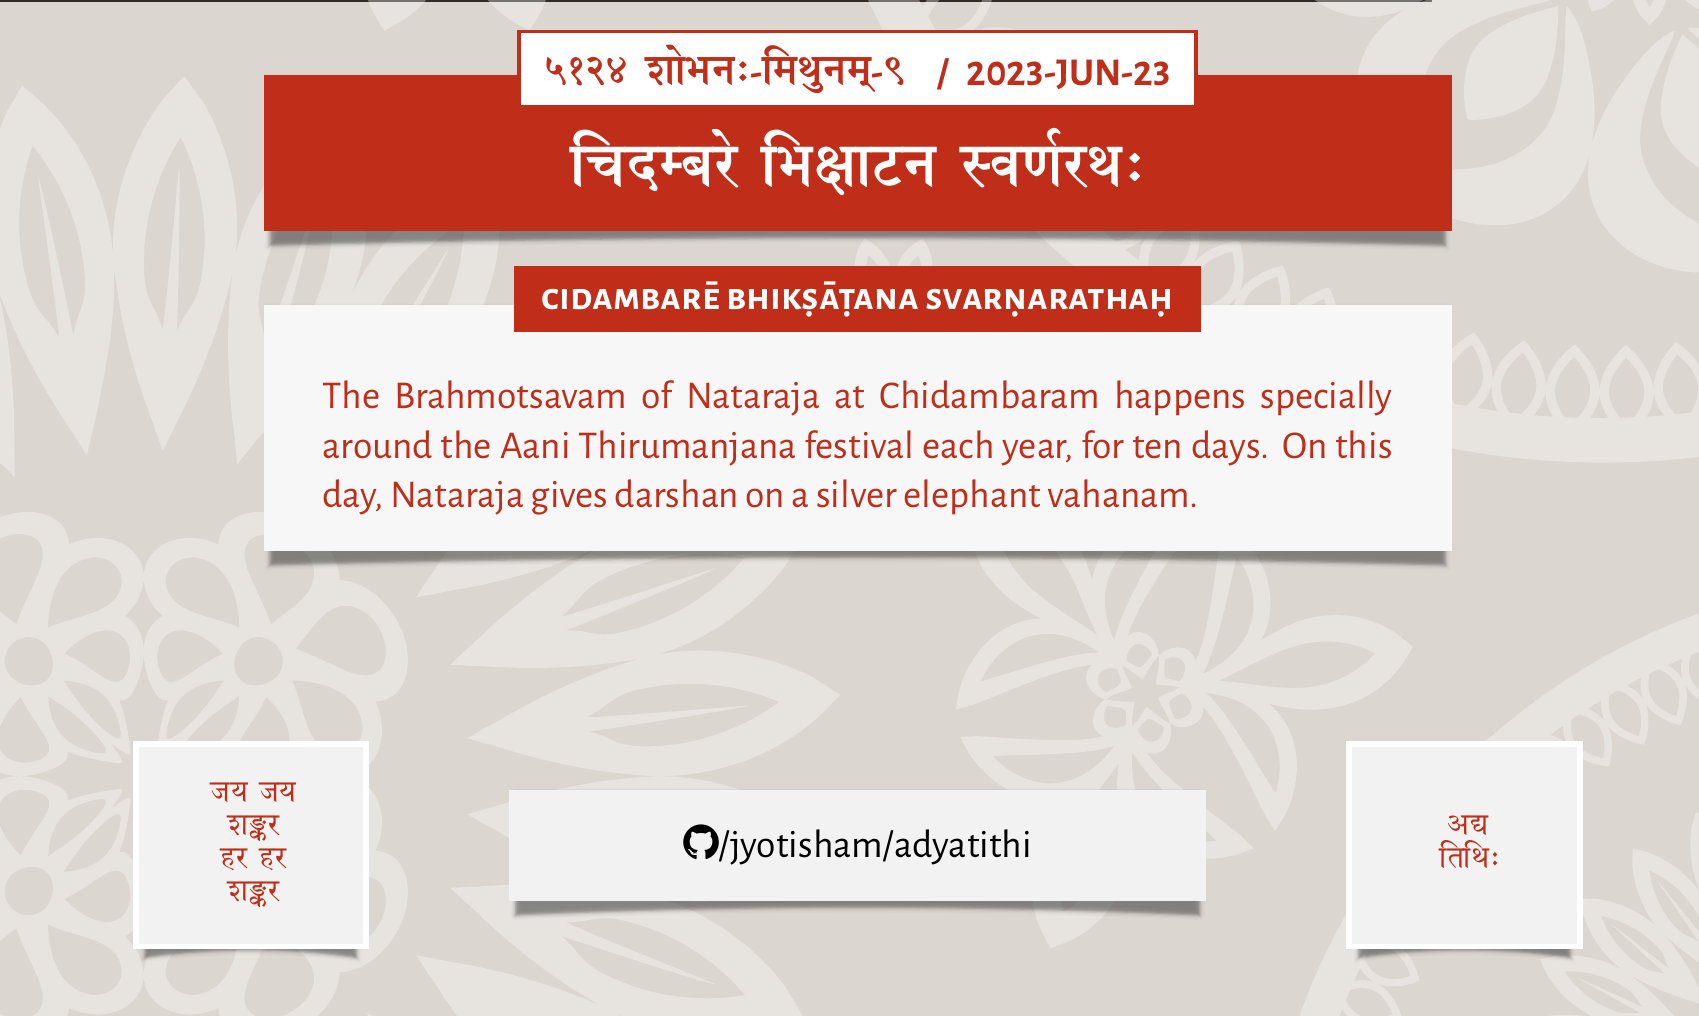 ५१२४ शोभनः-मिथुनम्-९ / 2023-JUN-23
चिदम्बरे भिक्षाटन स्वर्णरथः
CIDAMBARĒ BHIKṢĀṬANA SVARṆARATHAḤ
The Brahmotsavam of Nataraja at Chidambaram happens specially
around the Aani Thirumanjana festival each year, for ten days. On this
day, Nataraja gives darshan on a silver elephant vahanam.
जय जय
शङ्कर
हर हर
शङ्कर
/jyotisham/adyatithi
अद्य
तिथिः